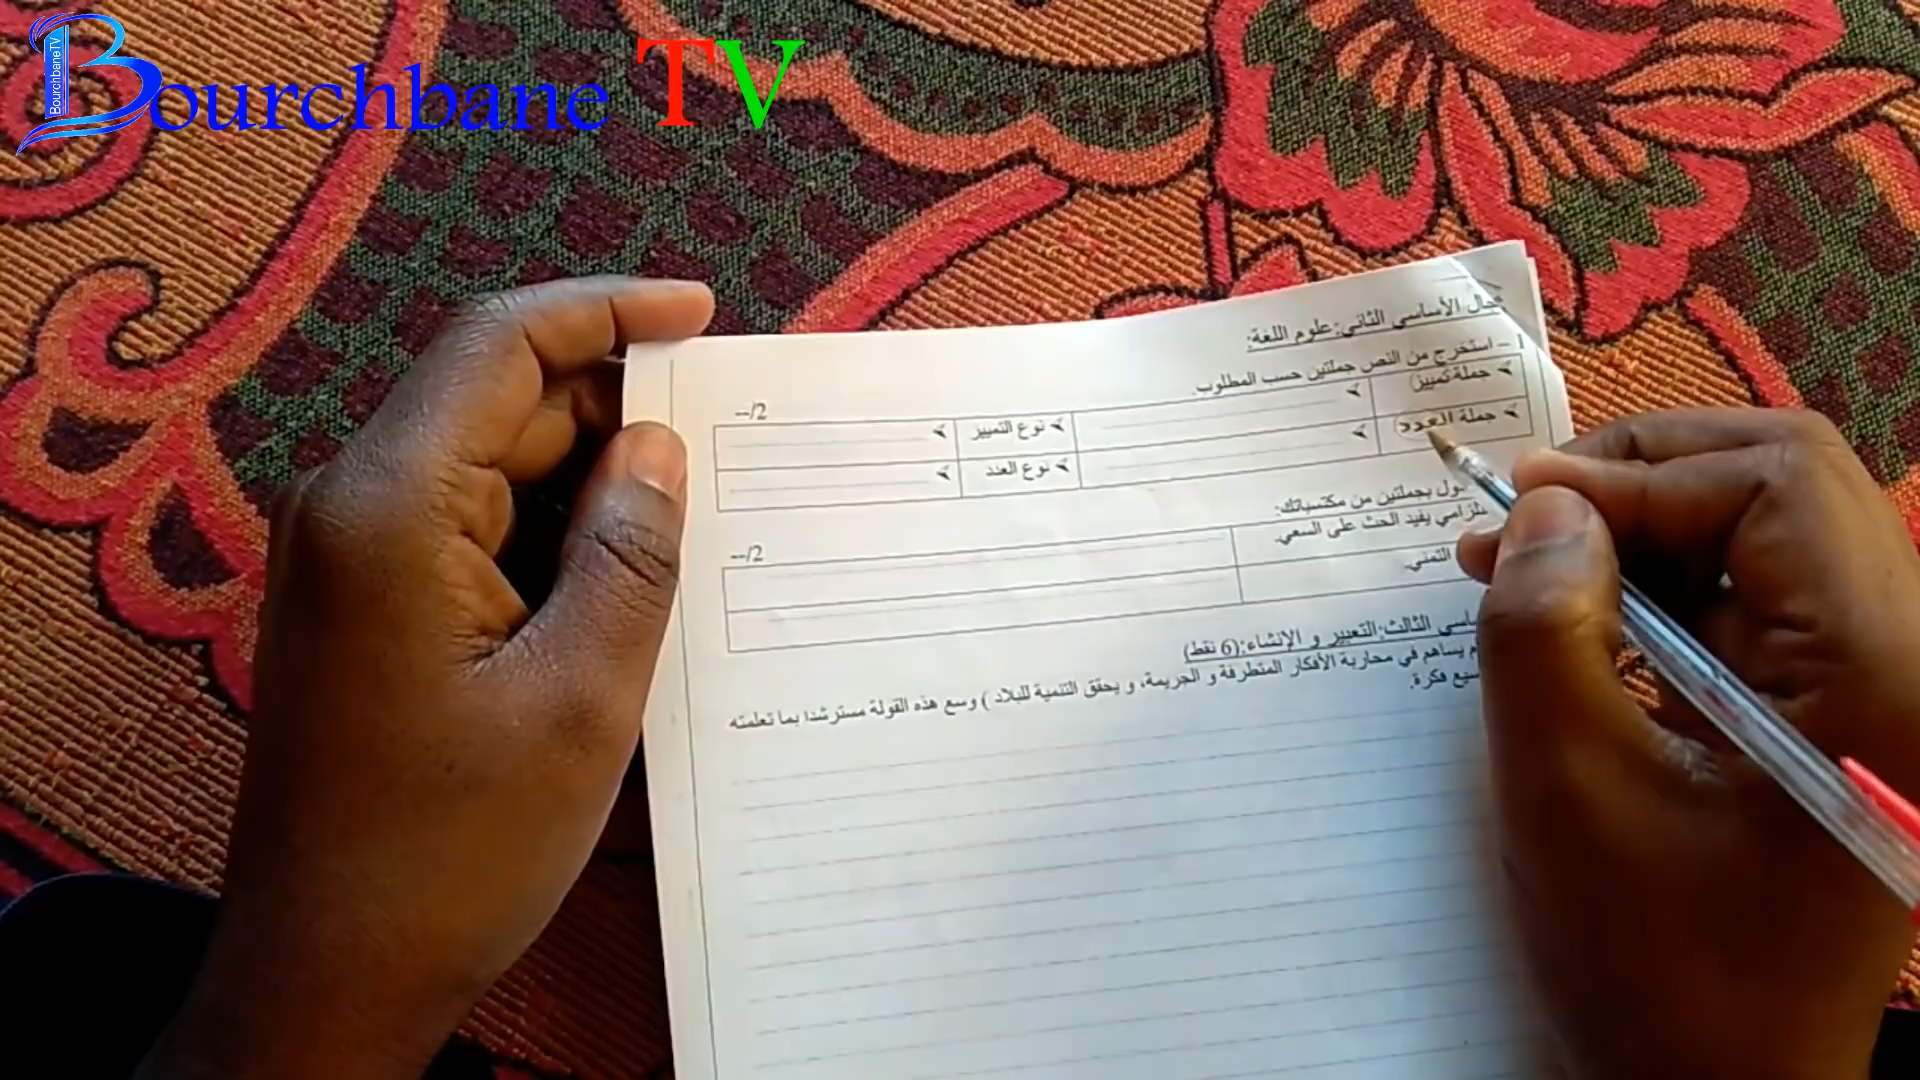 Bourchbane TV
BourchbaneTV
الأساسي الثاني: علوم اللغة:
1 – استخرج من النص جملتين حسب المطلوب.
--/2
جملة تمييز
نوع التمييز
جملة العدد
نوع العدد
بجملتين من مكتسباتك:
--/2
يفيد الحث على السعي.
التمني.
الثالث: التعبير و الإنشاء: (6 نقط)
يساهم في محاربة الأفكار المتطرفة و الجريمة، و يحقق التنمية للبلاد ) وسع هذه القولة مسترشدا بما تعلمته
فكرة.